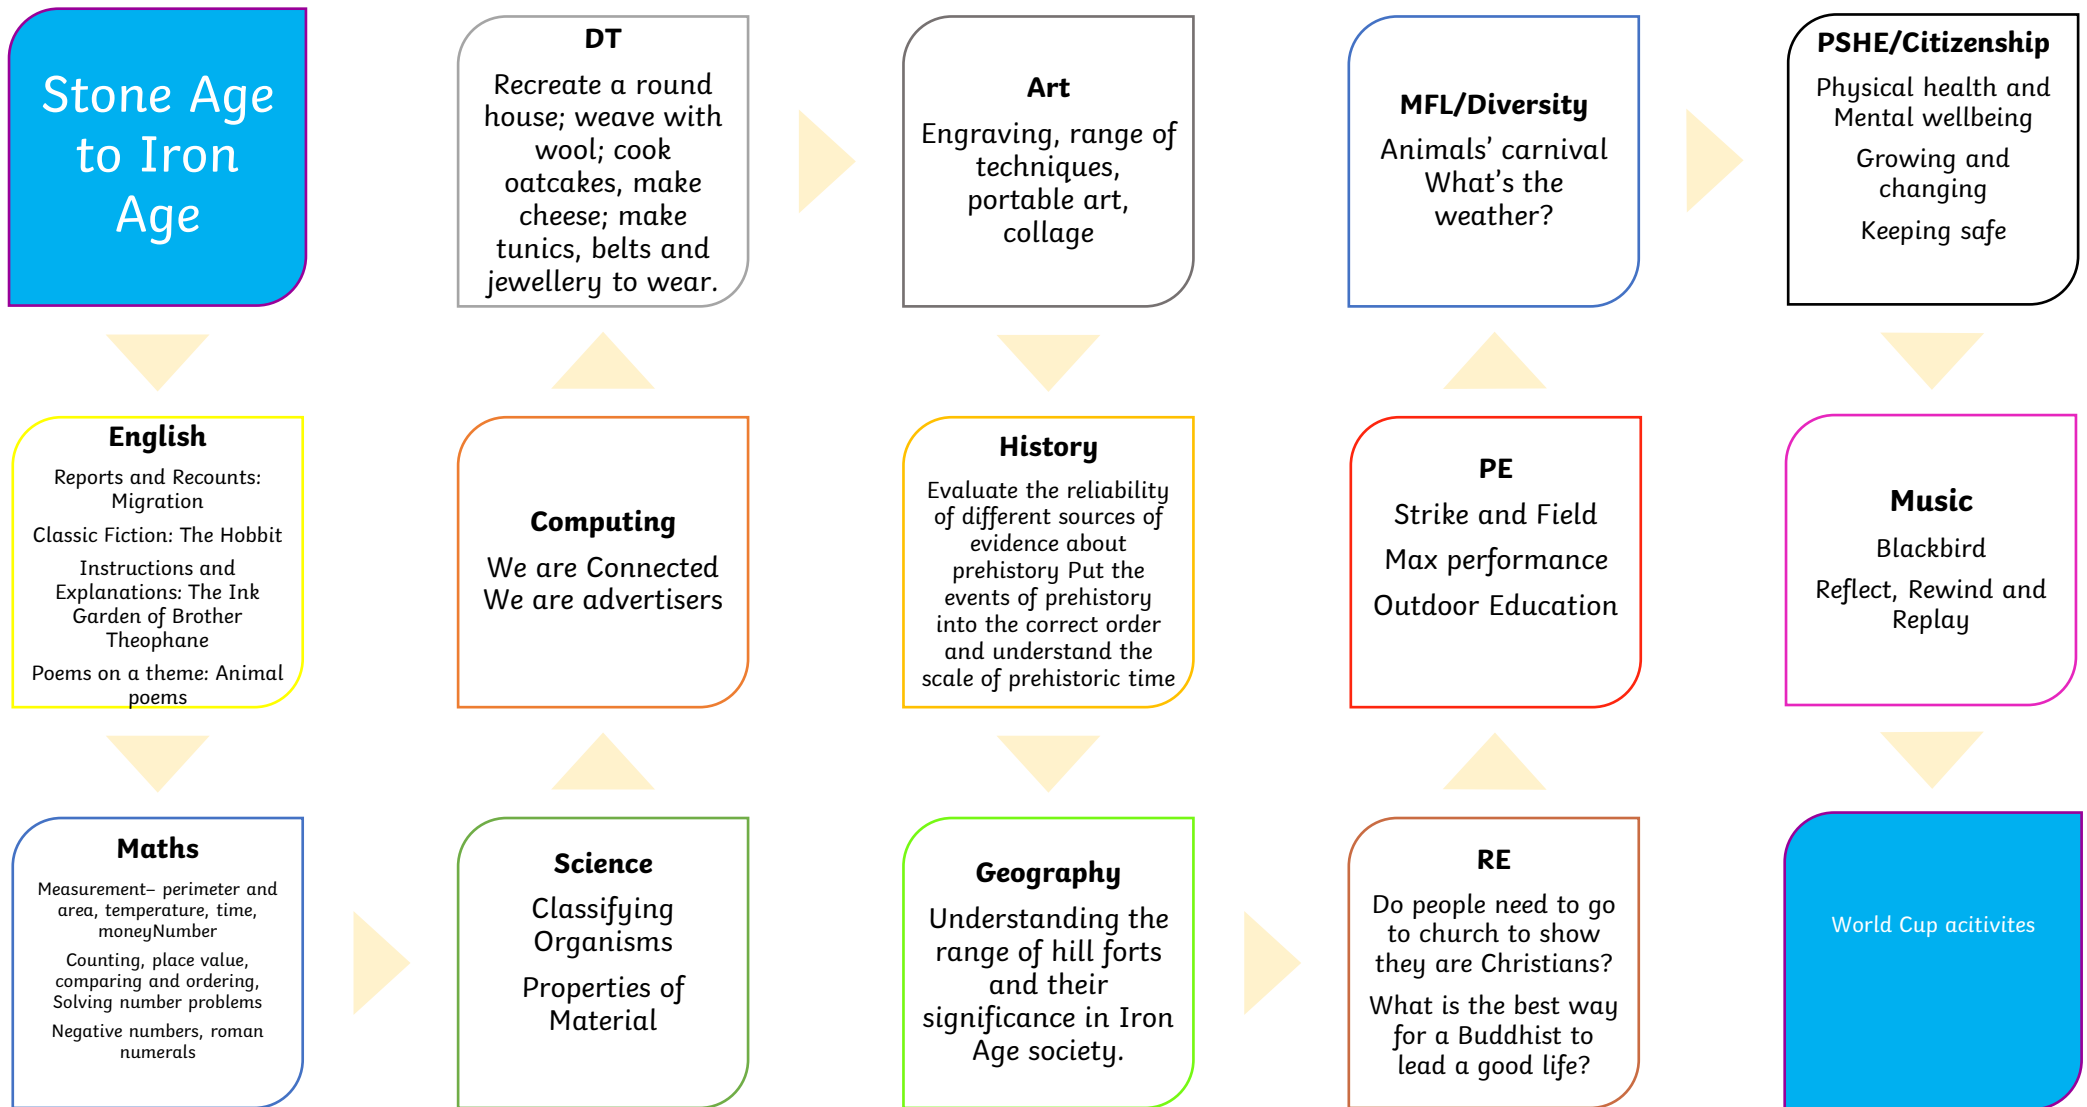 Stone Age
to Iron
Age
English
Reports and Recounts:
Migration
Classic Fiction: The Hobbit
Instructions and
Explanations: The Ink
Garden of Brother
Theophane
Poems on a theme: Animal
poems
Maths
Measurement– perimeter and
area, temperature, time,
moneyNumber
Counting, place value,
comparing and ordering,
Solving number problems
Negative numbers, roman
numerals
Science
Classifying
Organisms
Properties of
Material
Computing
We are Connected
We are advertisers
DT
Recreate a round
house; weave with
wool; cook
oatcakes, make
cheese; make
tunics, belts and
jewellery to wear.
Art
Engraving, range of
techniques,
portable art,
collage
History
Evaluate the reliability
of different sources of
evidence about
prehistory Put the
events of prehistory
into the correct order
and understand the
scale of prehistoric time
Geography
Understanding the
range of hill forts
and their
significance in Iron
Age society.
RE
Do people need to go
to church to show
they are Christians?
What is the best way
for a Buddhist to
lead a good life?
PE
Strike and Field
Max performance
Outdoor Education
MFL/Diversity
Animals’ carnival
What’s the
weather?
PSHE/Citizenship
Physical health and
Mental wellbeing
Growing and
changing
Keeping safe
Music
Blackbird
Reflect, Rewind and
Replay
World Cup acitivites